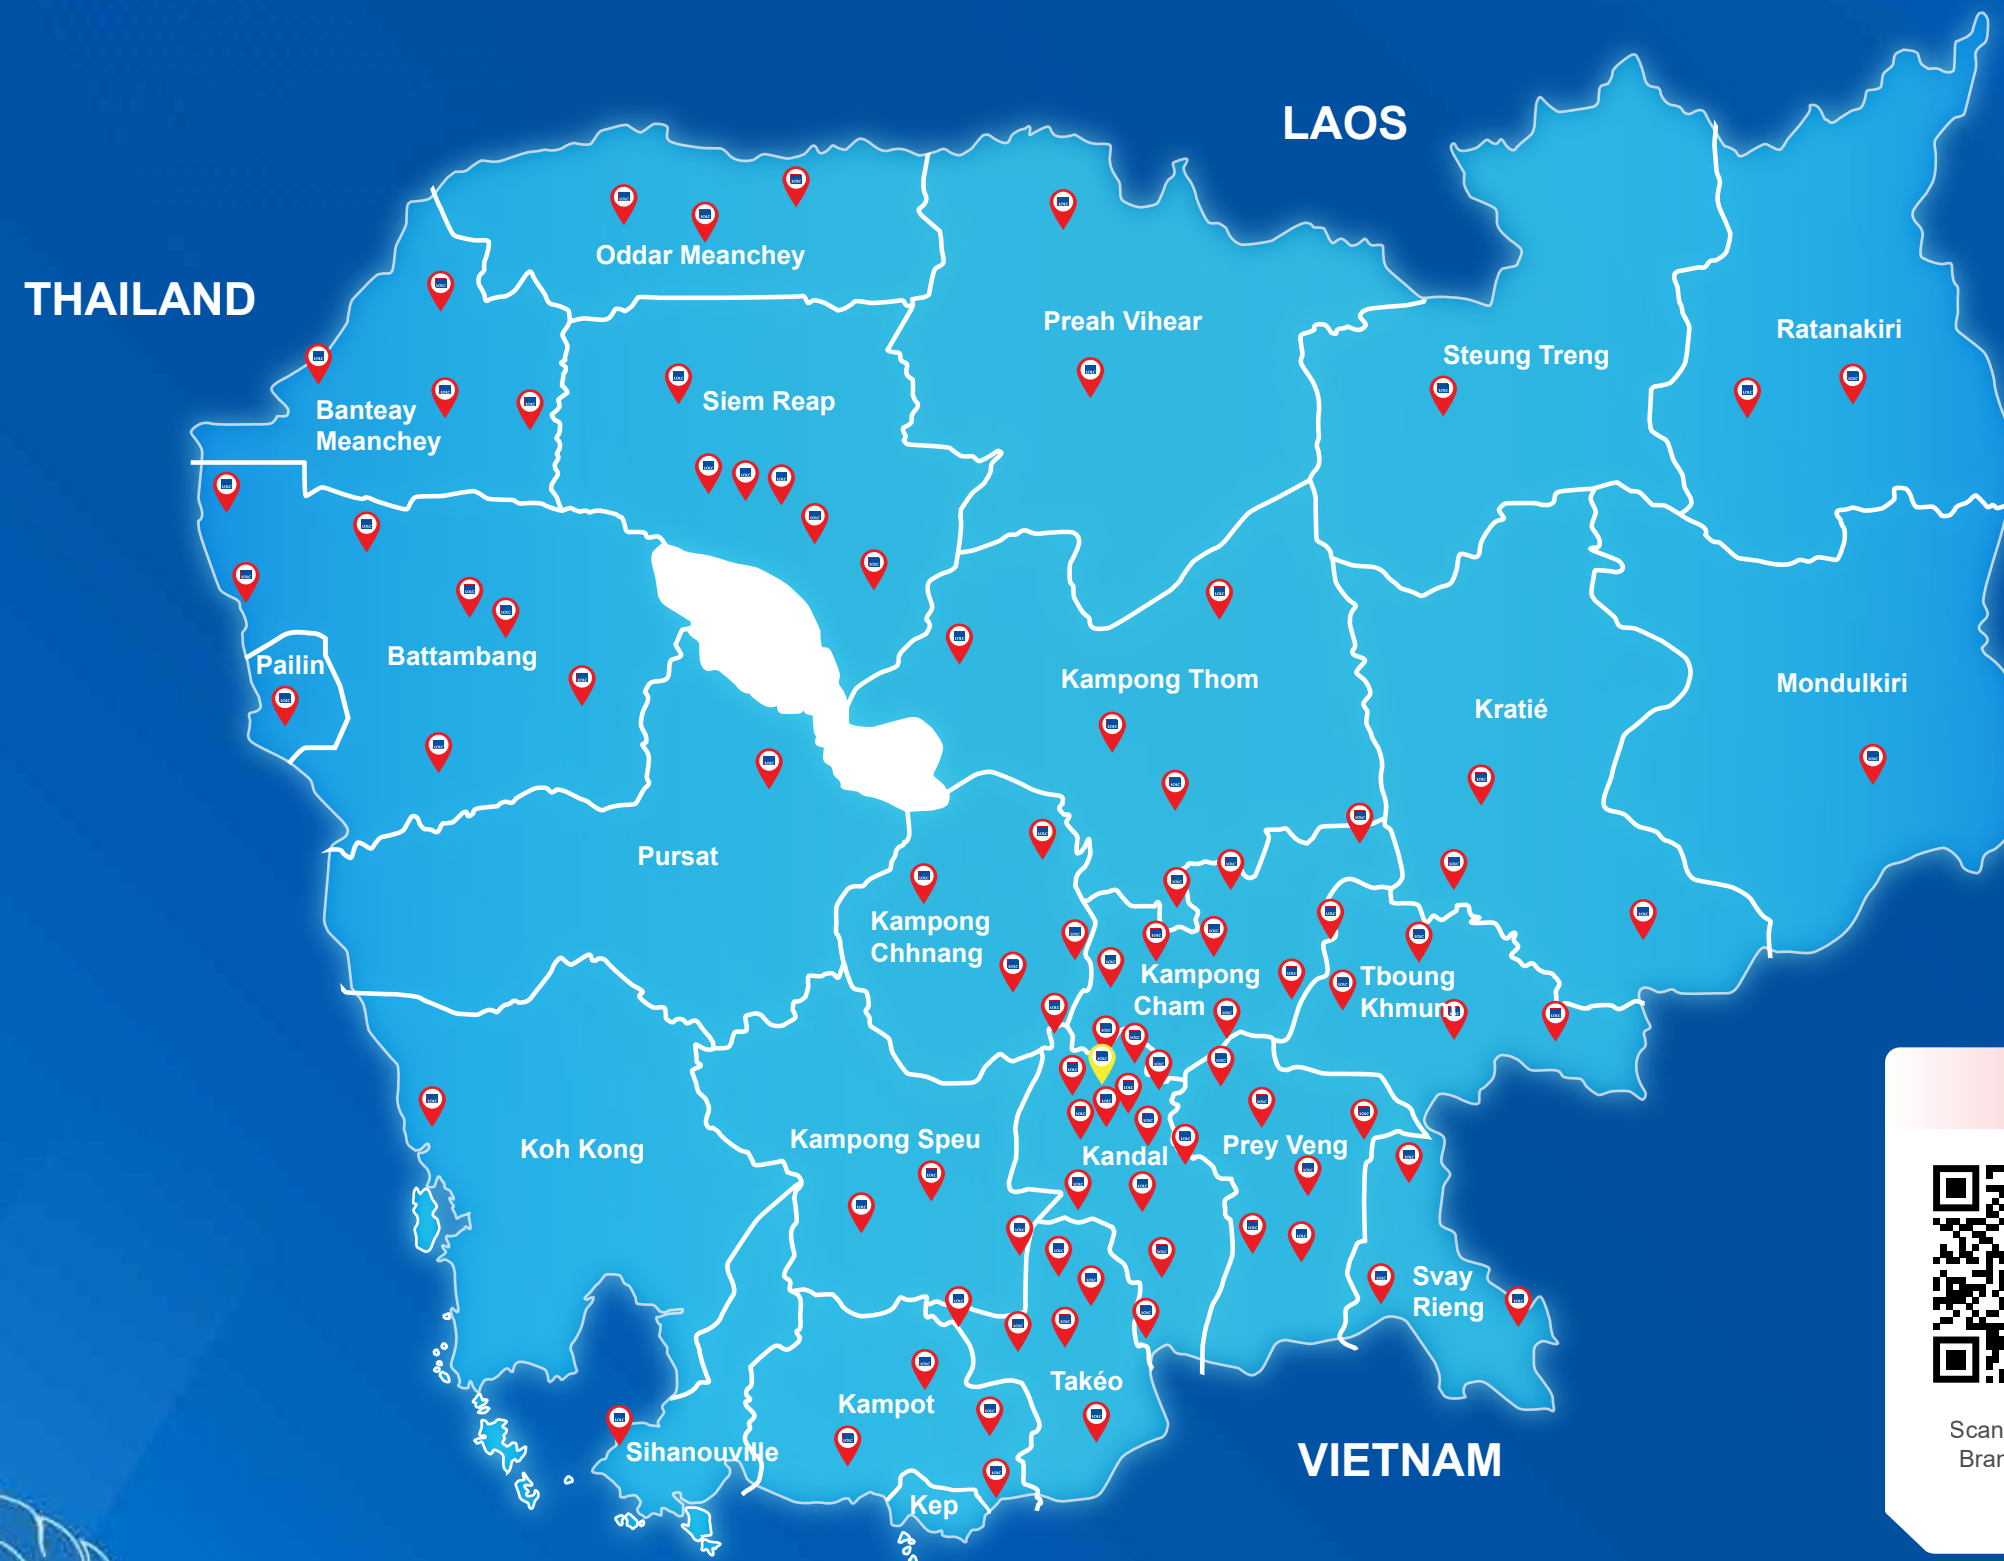 LAOS
THAILAND
Oddar Meanchey
Preah Vihear
Ratanakiri
Steung Treng
Siem Reap
Banteay
Meanchey
Battambang
Pailin
Kampong Thom
Mondulkiri
Kratié
Pursat
Kampong
Chhnang
Kampong
Cham
Tboung
Khmum
Koh Kong
Kampong Speu
Kandal
Prey Veng
Svay
Rieng
Takéo
Kampot
Sihanouville
Kep
VIETNAM
Scan
Bran